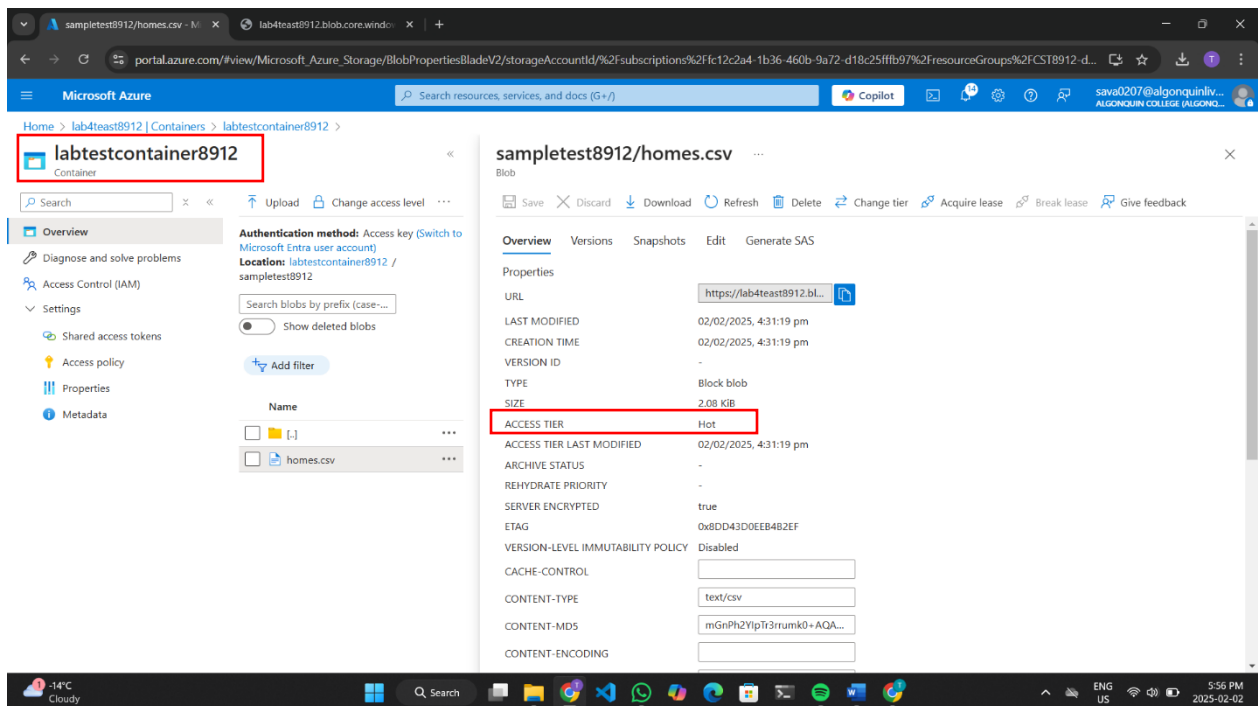 sampletest8912/homes.csv - Mi
lab4teast8912.blob.core.window
portal.azure.com/#view/Microsoft_Azure_Storage/BlobPropertiesBladeV2/storageAccountId/%2Fsubscriptions%2Ffc12c2a4-1b36-460b-9a72-d18c25fffb97%2FresourceGroups%2FCST8912-d...
T
Microsoft Azure
Search resources, services, and docs (G+/)
Copilot
14
sava0207@algonquinliv...
ALGONQUIN COLLEGE (ALGONQ...
Home > lab4teast8912 | Containers > labtestcontainer8912 >
labtestcontainer8912
Container
Search
Overview
Diagnose and solve problems
Access Control (IAM)
Settings
Shared access tokens
Access policy
Properties
Metadata
Upload
Change access level
Authentication method: Access key (Switch to
Microsoft Entra user account)
Location: labtestcontainer8912 /
sampletest8912
Search blobs by prefix (case-...
Show deleted blobs
Add filter
Name
[..]
homes.csv
sampletest8912/homes.csv
Blob
Save Discard Download Refresh Delete Change tier Acquire lease Break lease Give feedback
Overview Versions Snapshots Edit Generate SAS
Properties
URL https://lab4teast8912.bl...
LAST MODIFIED 02/02/2025, 4:31:19 pm
CREATION TIME 02/02/2025, 4:31:19 pm
VERSION ID -
TYPE Block blob
SIZE 2.08 KiB
ACCESS TIER Hot
ACCESS TIER LAST MODIFIED 02/02/2025, 4:31:19 pm
ARCHIVE STATUS -
REHYDRATE PRIORITY -
SERVER ENCRYPTED true
ETAG 0x8DD43D0EEB4B2EF
VERSION-LEVEL IMMUTABILITY POLICY Disabled
CACHE-CONTROL
CONTENT-TYPE text/csv
CONTENT-MD5 mGnPh2YIpTr3rrumk0+AQA...
CONTENT-ENCODING
1
-14°C
Cloudy
Search
ENG
US
5:56 PM
2025-02-02